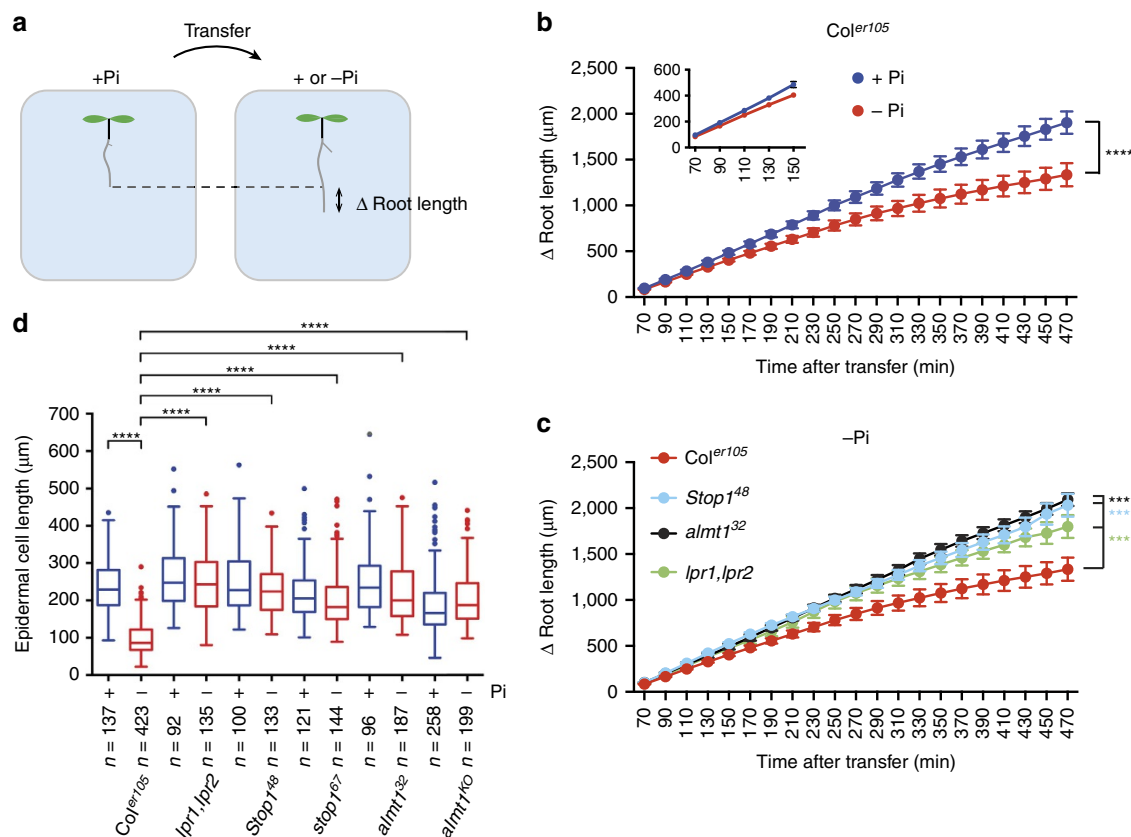 a
Transfer
+Pi
+ or –Pi
Δ Root length
b
Col er105
Δ Root length (μm)
2,500
2,000
1,500
1,000
500
0
600
400
200
0
70 90 110 130 150
+ Pi
– Pi
****
70 90 110 130 150 170 190 210 230 250 270 290 310 330 350 370 390 410 430 450 470
Time after transfer (min)
d
****
****
****
****
****
****
Epidermal cell length (μm)
700
600
500
400
300
200
100
0
+ – + – + – + – + – + – Pi
n = 137 n = 423 n = 92 n = 135 n = 100 n = 133 n = 121 n = 144 n = 96 n = 187 n = 258 n = 199
Col er105 lpr1,lpr2 Stop1 48 stop1 67 almt1 32 almt1 KO
c
–Pi
Δ Root length (μm)
2,500
2,000
1,500
1,000
500
0
Col er105
Stop1 48
almt1 32
lpr1,lpr2
***
***
***
70 90 110 130 150 170 190 210 230 250 270 290 310 330 350 370 390 410 430 450 470
Time after transfer (min)